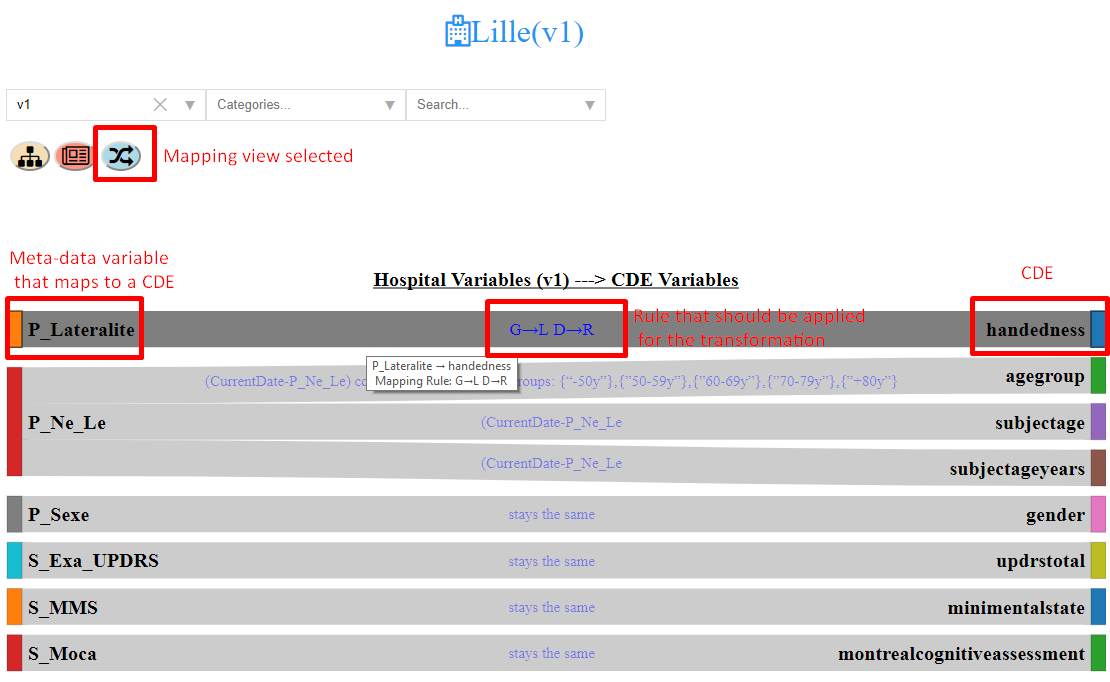 Lille(v1)
v1
Categories...
Search...
Mapping view selected
Meta-data variable
that maps to a CDE
Hospital Variables (v1) ---> CDE Variables
CDE
P_Lateralite
G→L D→R
Rule that should be applied
for the transformation
handedness
P_Lateralite → handedness
Mapping Rule: G→L D→R
(CurrentDate-P_Ne_Le) co
roups: {“-50y”},{”50-59y”},{”60-69y”},{”70-79y”},{”+80y”}
agegroup
P_Ne_Le
(CurrentDate-P_Ne_Le
subjectage
(CurrentDate-P_Ne_Le
subjectageyears
P_Sexe
stays the same
gender
S_Exa_UPDRS
stays the same
updrstotal
S_MMS
stays the same
minimentalstate
S_Moca
stays the same
montrealcognitiveassessment